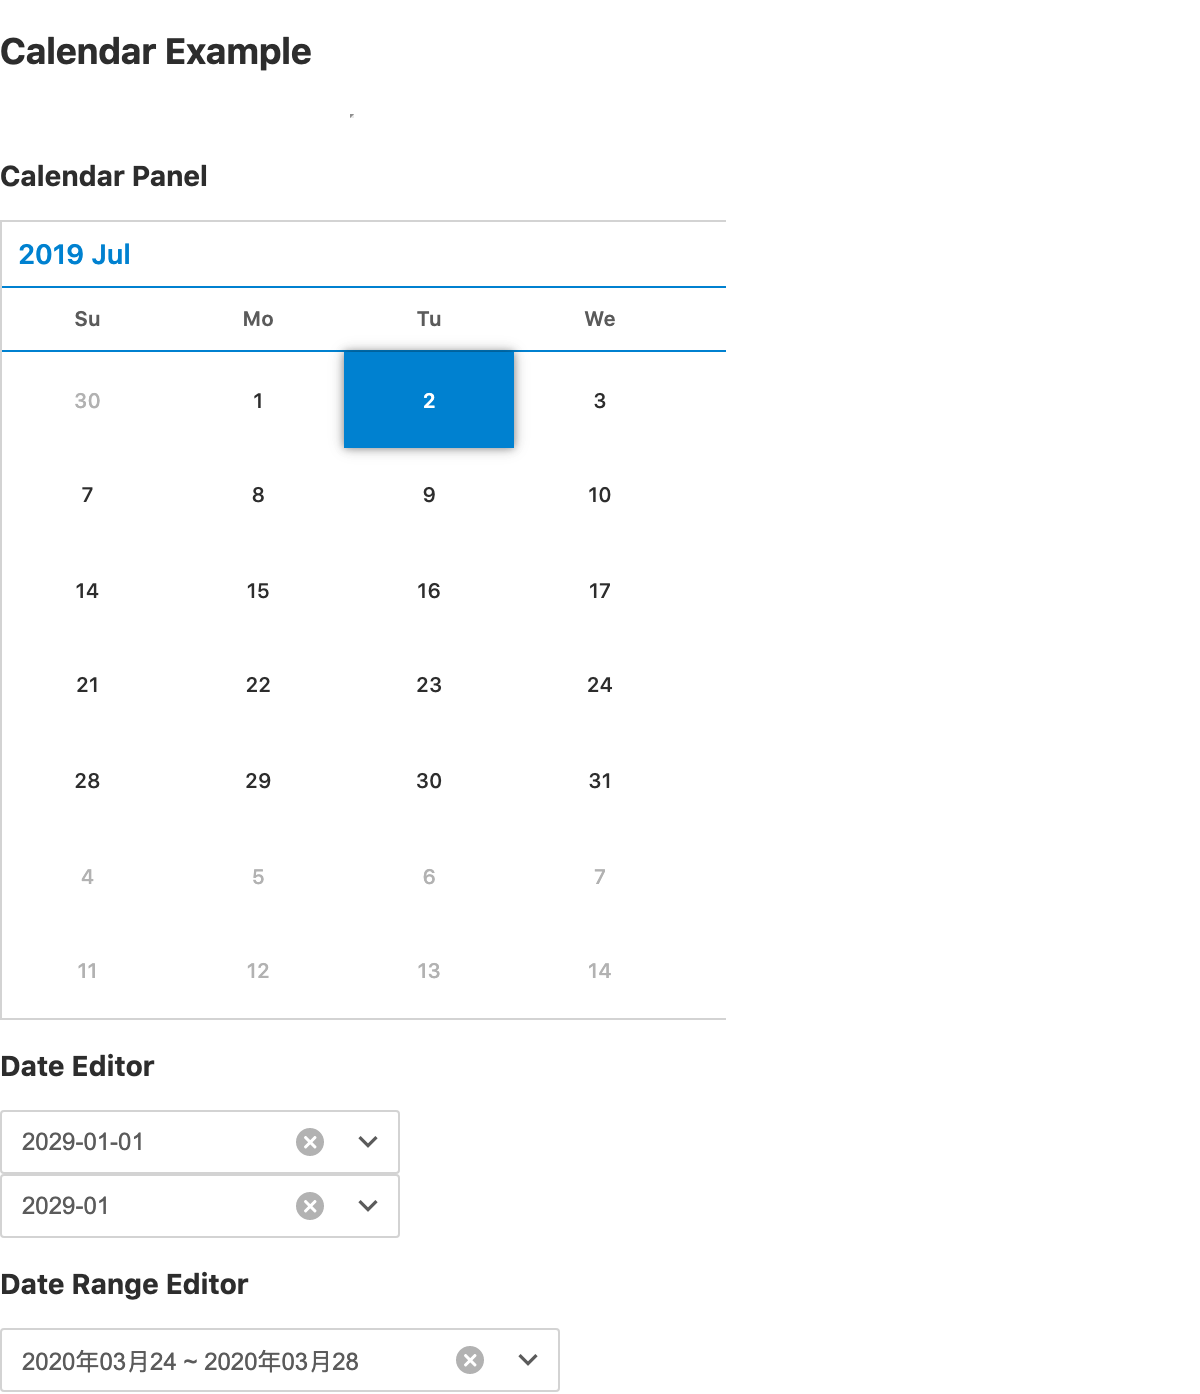 Calendar Example
Calendar Panel
2019 Jul
Su Mo Tu We
30 1 2 3
7 8 9 10
14 15 16 17
21 22 23 24
28 29 30 31
4 5 6 7
11 12 13 14
Date Editor
2029-01-01
2029-01
Date Range Editor
2020年03月24 ~ 2020年03月28